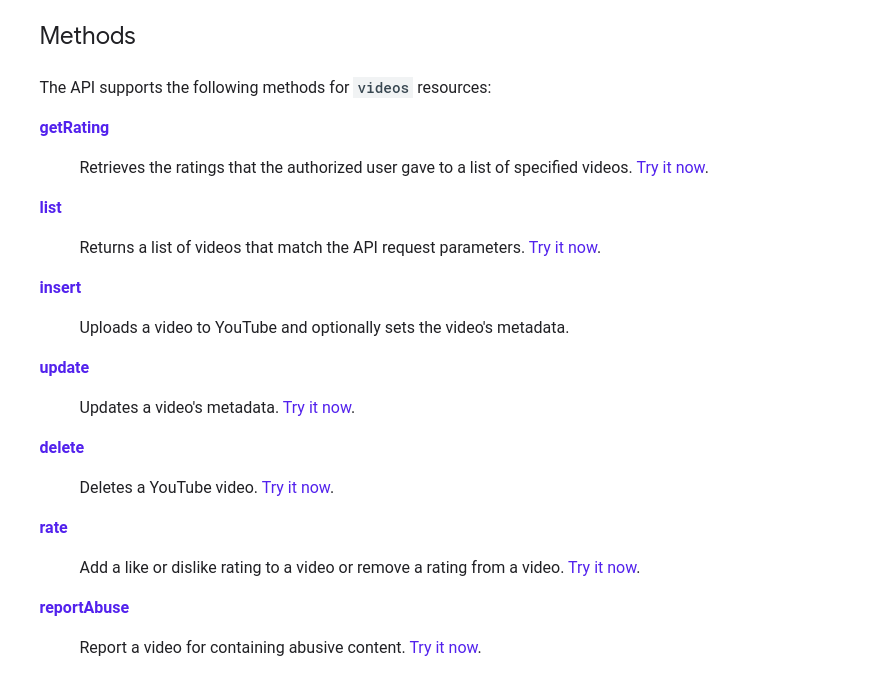 Methods
The API supports the following methods for videos resources:
getRating
Retrieves the ratings that the authorized user gave to a list of specified videos. Try it now.
list
Returns a list of videos that match the API request parameters. Try it now.
insert
Uploads a video to YouTube and optionally sets the video's metadata.
update
Updates a video's metadata. Try it now.
delete
Deletes a YouTube video. Try it now.
rate
Add a like or dislike rating to a video or remove a rating from a video. Try it now.
reportAbuse
Report a video for containing abusive content. Try it now.